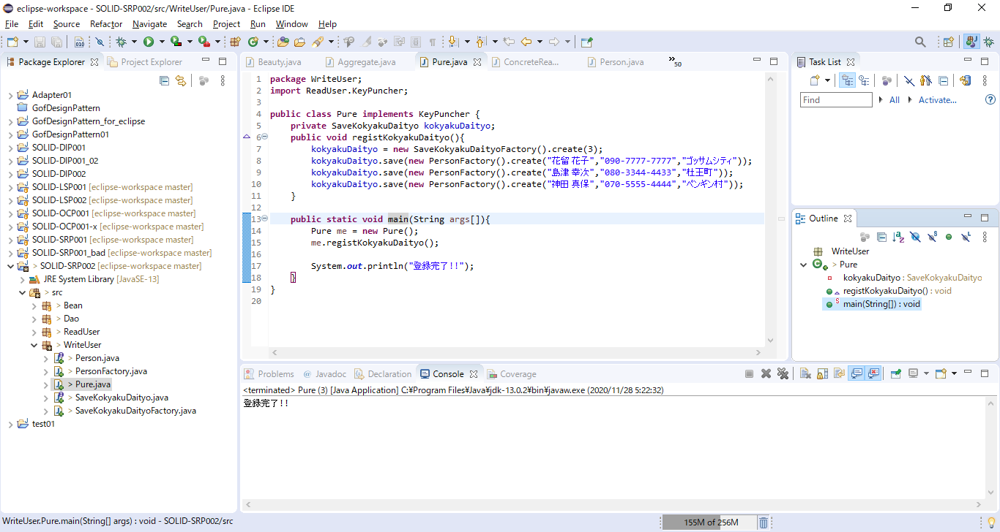 eclipse-workspace - SOLID-SRP002/src/WriteUser/Pure.java - Eclipse IDE
File Edit Source Refactor Navigate Search Project Run Window Help
Package Explorer Project Explorer
Adapter01
GofDesignPattern
GofDesignPattern_for_eclipse
GofDesignPattern01
SOLID-DIP001
SOLID-DIP001_02
SOLID-DIP002
SOLID-LSP001 [eclipse-workspace master]
SOLID-LSP002 [eclipse-workspace master]
SOLID-OCP001 [eclipse-workspace master]
SOLID-OCP001-x [eclipse-workspace master]
SOLID-SRP001 [eclipse-workspace master]
SOLID-SRP001_bad [eclipse-workspace master]
> SOLID-SRP002 [eclipse-workspace master]
JRE System Library [JavaSE-13]
> src
> Bean
> Dao
> ReadUser
> WriteUser
> Person.java
> PersonFactory.java
> Pure.java
> SaveKokyakuDaityo.java
> SaveKokyakuDaityoFactory.java
test01
Beauty.java Aggregate.java Pure.java ConcreteRea... Person.java »50
1 package WriteUser;
2 import ReadUser.KeyPuncher;
3
4 public class Pure implements KeyPuncher {
5 private SaveKokyakuDaityo kokyakuDaityo;
6 public void registKokyakuDaityo(){
7 kokyakuDaityo = new SaveKokyakuDaityoFactory().create(3);
8 kokyakuDaityo.save(new PersonFactory().create("花留 花子","090-7777-7777","ゴッサムシティ"));
9 kokyakuDaityo.save(new PersonFactory().create("島津 幸次","080-3344-4433","杜王町"));
10 kokyakuDaityo.save(new PersonFactory().create("神田 真保","070-5555-4444","ペンギン村"));
11 }
12
13 public static void main(String args[]){
14 Pure me = new Pure();
15 me.registKokyakuDaityo();
16
17 System.out.println("登録完了!!");
18 }
19 }
20
Task List
Find All Activate...
Outline
WriteUser
> Pure
kokyakuDaityo : SaveKokyakuDaityo
registKokyakuDaityo() : void
main(String[]) : void
Problems @ Javadoc Declaration Console Coverage
<terminated> Pure (3) [Java Application] C:¥Program Files¥Java¥jdk-13.0.2¥bin¥javaw.exe (2020/11/28 5:22:32)
登録完了!!
WriteUser.Pure.main(String[] args) : void - SOLID-SRP002/src
155M of 256M